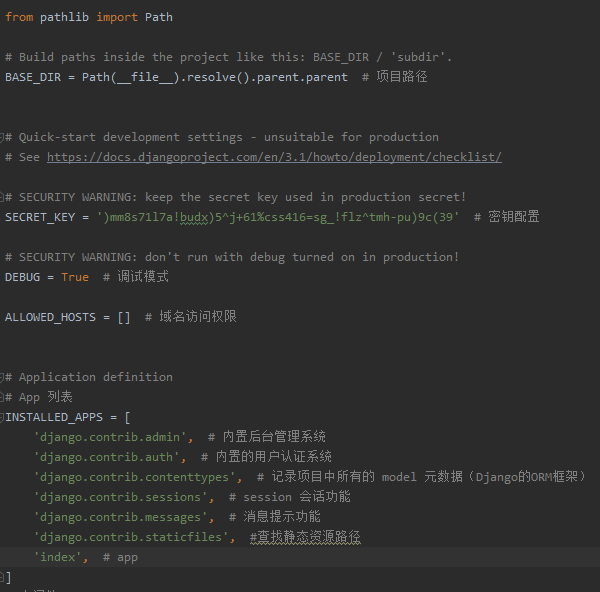 from pathlib import Path
# Build paths inside the project like this: BASE_DIR / 'subdir'.
BASE_DIR = Path(__file__).resolve().parent.parent  # 项目路径
# Quick-start development settings - unsuitable for production
# See https://docs.djangoproject.com/en/3.1/howto/deployment/checklist/
# SECURITY WARNING: keep the secret key used in production secret!
SECRET_KEY = ')mm8s71l7a!budx)5^j+61%css416=sg_!flz^tmh-pu)9c(39'  # 密钥配置
# SECURITY WARNING: don't run with debug turned on in production!
DEBUG = True  # 调试模式
ALLOWED_HOSTS = []  # 域名访问权限
# Application definition
# App 列表
INSTALLED_APPS = [
    'django.contrib.admin',  # 内置后台管理系统
    'django.contrib.auth',  # 内置的用户认证系统
    'django.contrib.contenttypes',  # 记录项目中所有的 model 元数据（Django的ORM框架）
    'django.contrib.sessions',  # session 会话功能
    'django.contrib.messages',  # 消息提示功能
    'django.contrib.staticfiles',  #查找静态资源路径
    'index',  # app
]